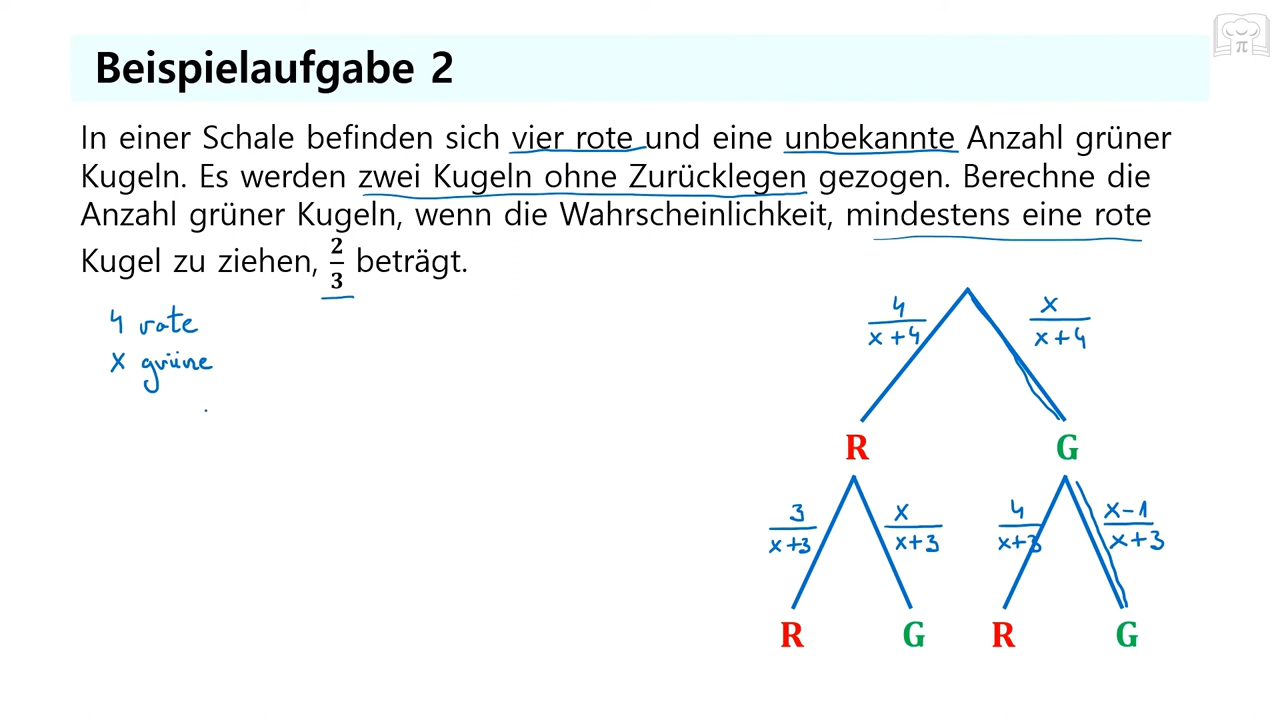 Beispielaufgabe 2
In einer Schale befinden sich vier rote und eine unbekannte Anzahl grüner
Kugeln. Es werden zwei Kugeln ohne Zurücklegen gezogen. Berechne die
Anzahl grüner Kugeln, wenn die Wahrscheinlichkeit, mindestens eine rote
Kugel zu ziehen, 2/3 beträgt.
4 rote
x grüne
4/(x+4) x/(x+4)
R G
3/(x+3) x/(x+3) 4/(x+3) (x-1)/(x+3)
R G R G
π